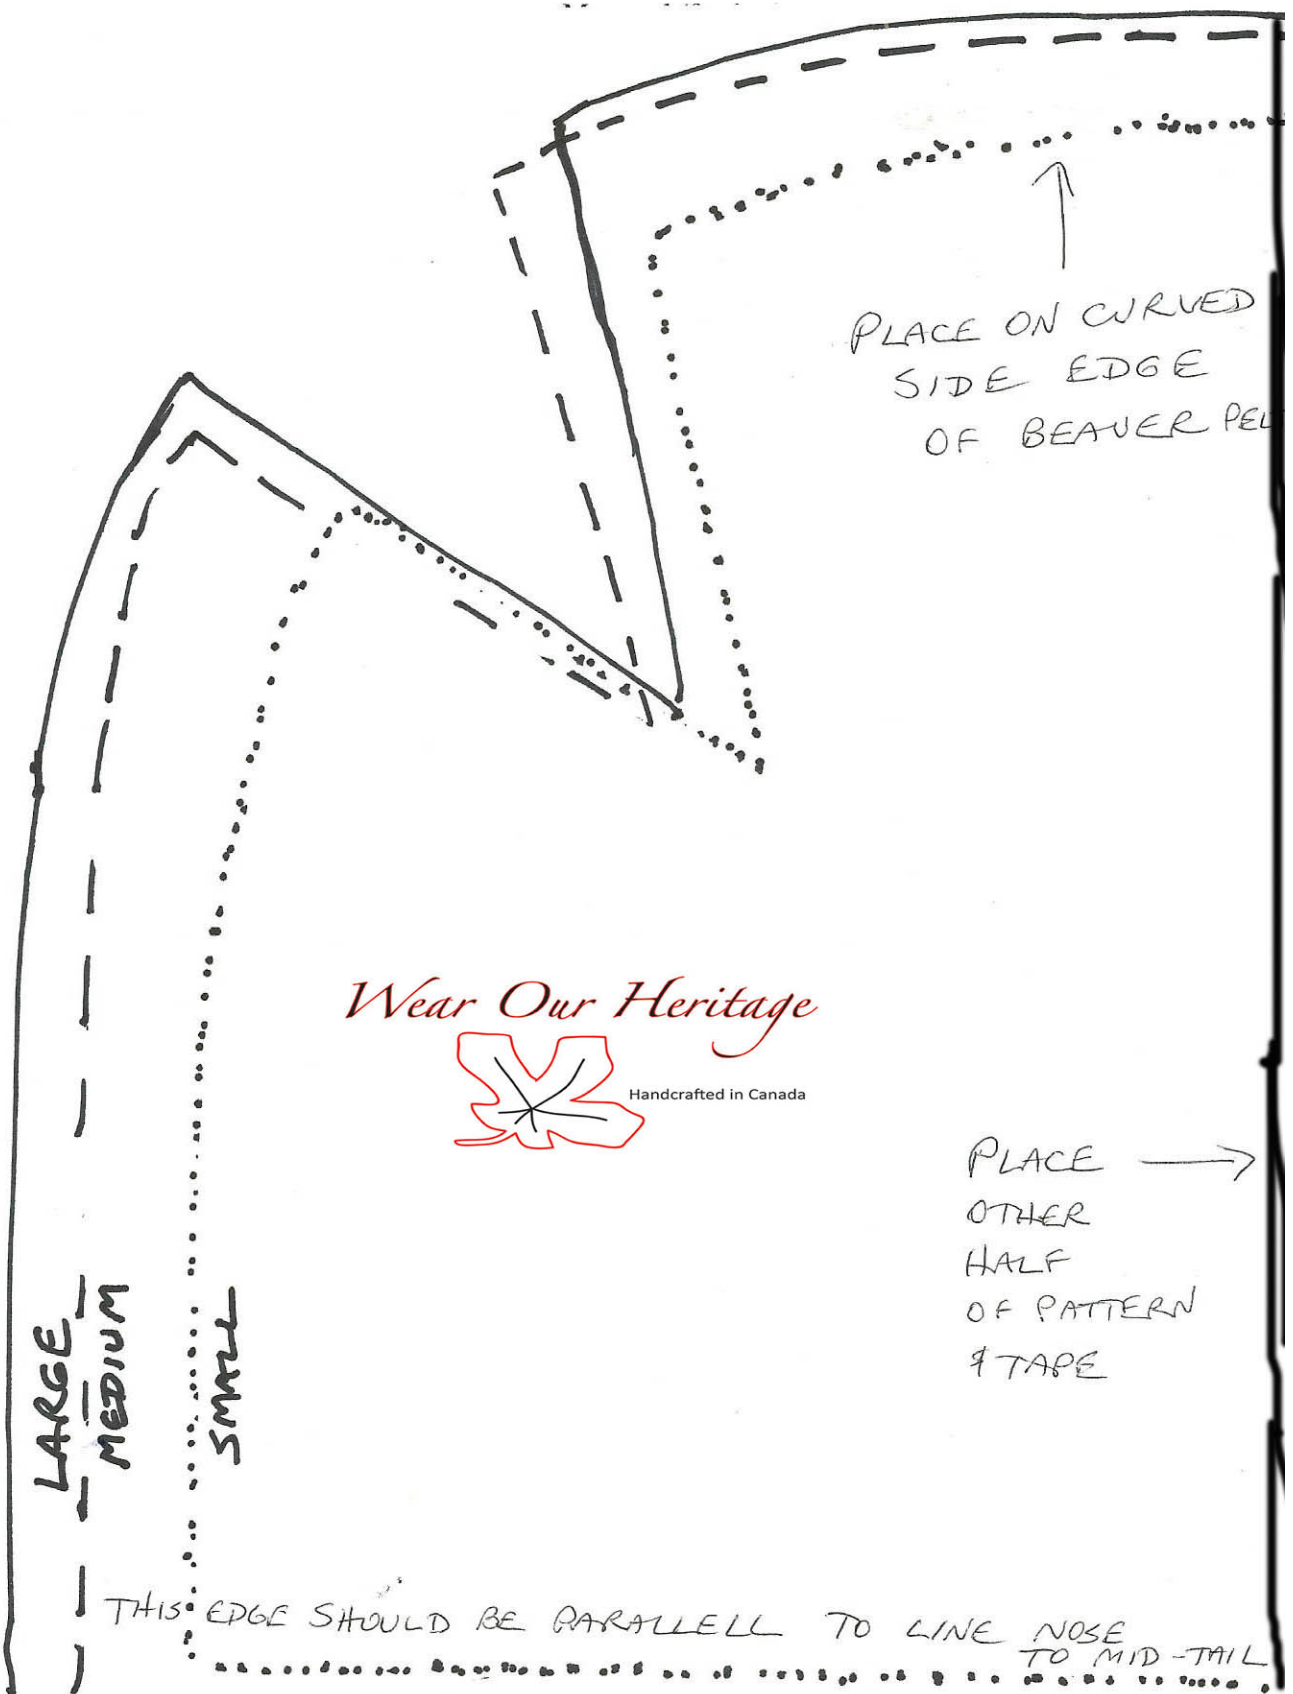 PLACE ON CURVED
SIDE EDGE
OF BEAVER PEL
Wear Our Heritage
Handcrafted in Canada
PLACE
OTHER
HALF
OF PATTERN
& TAPE
LARGE
MEDIUM
SMALL
THIS EDGE SHOULD BE PARALLELL TO LINE NOSE
TO MID-TAIL